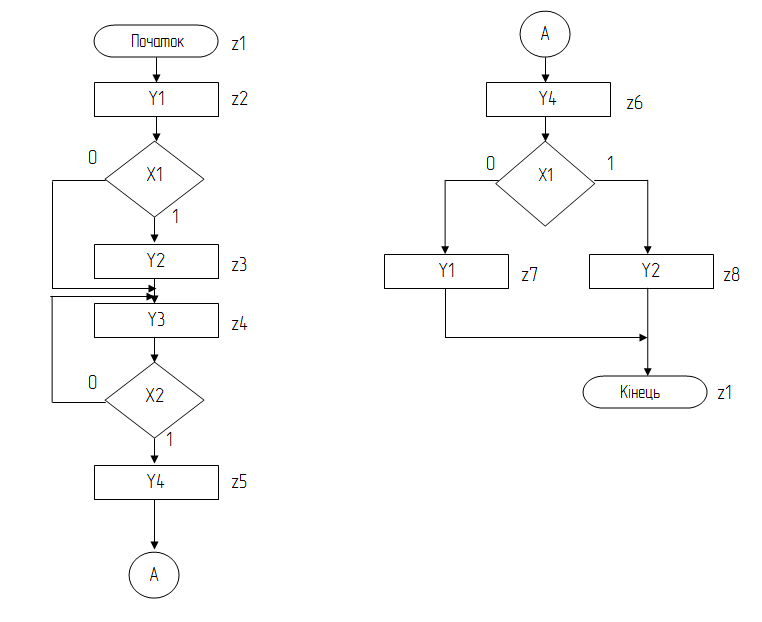 Початок
z1
Y1
z2
0
X1
1
Y2
z3
Y3
z4
0
X2
1
Y4
z5
A
A
Y4
z6
0
X1
1
Y1
z7
Y2
z8
Кінець
z1